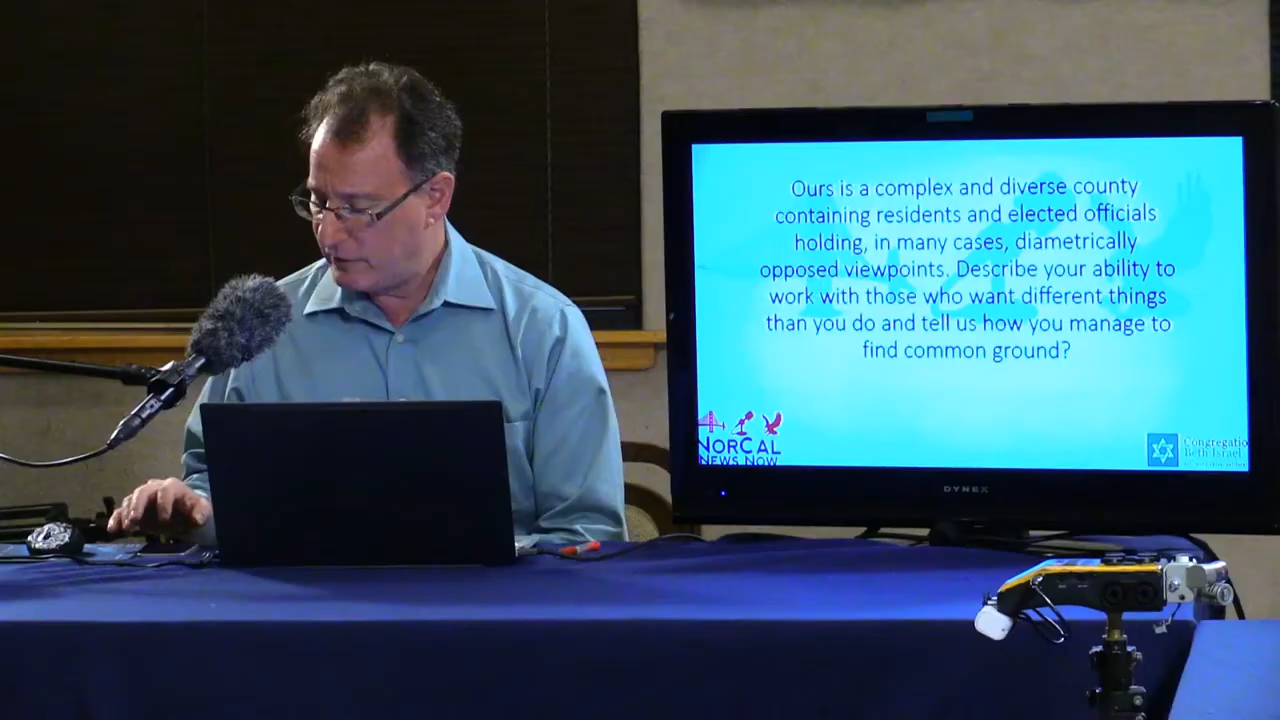 Ours is a complex and diverse county
containing residents and elected officials
holding, in many cases, diametrically
opposed viewpoints. Describe your ability to
work with those who want different things
than you do and tell us how you manage to
find common ground?
NORCAL
NEWS NOW
Congregatio
Beth Israel
DYNEX